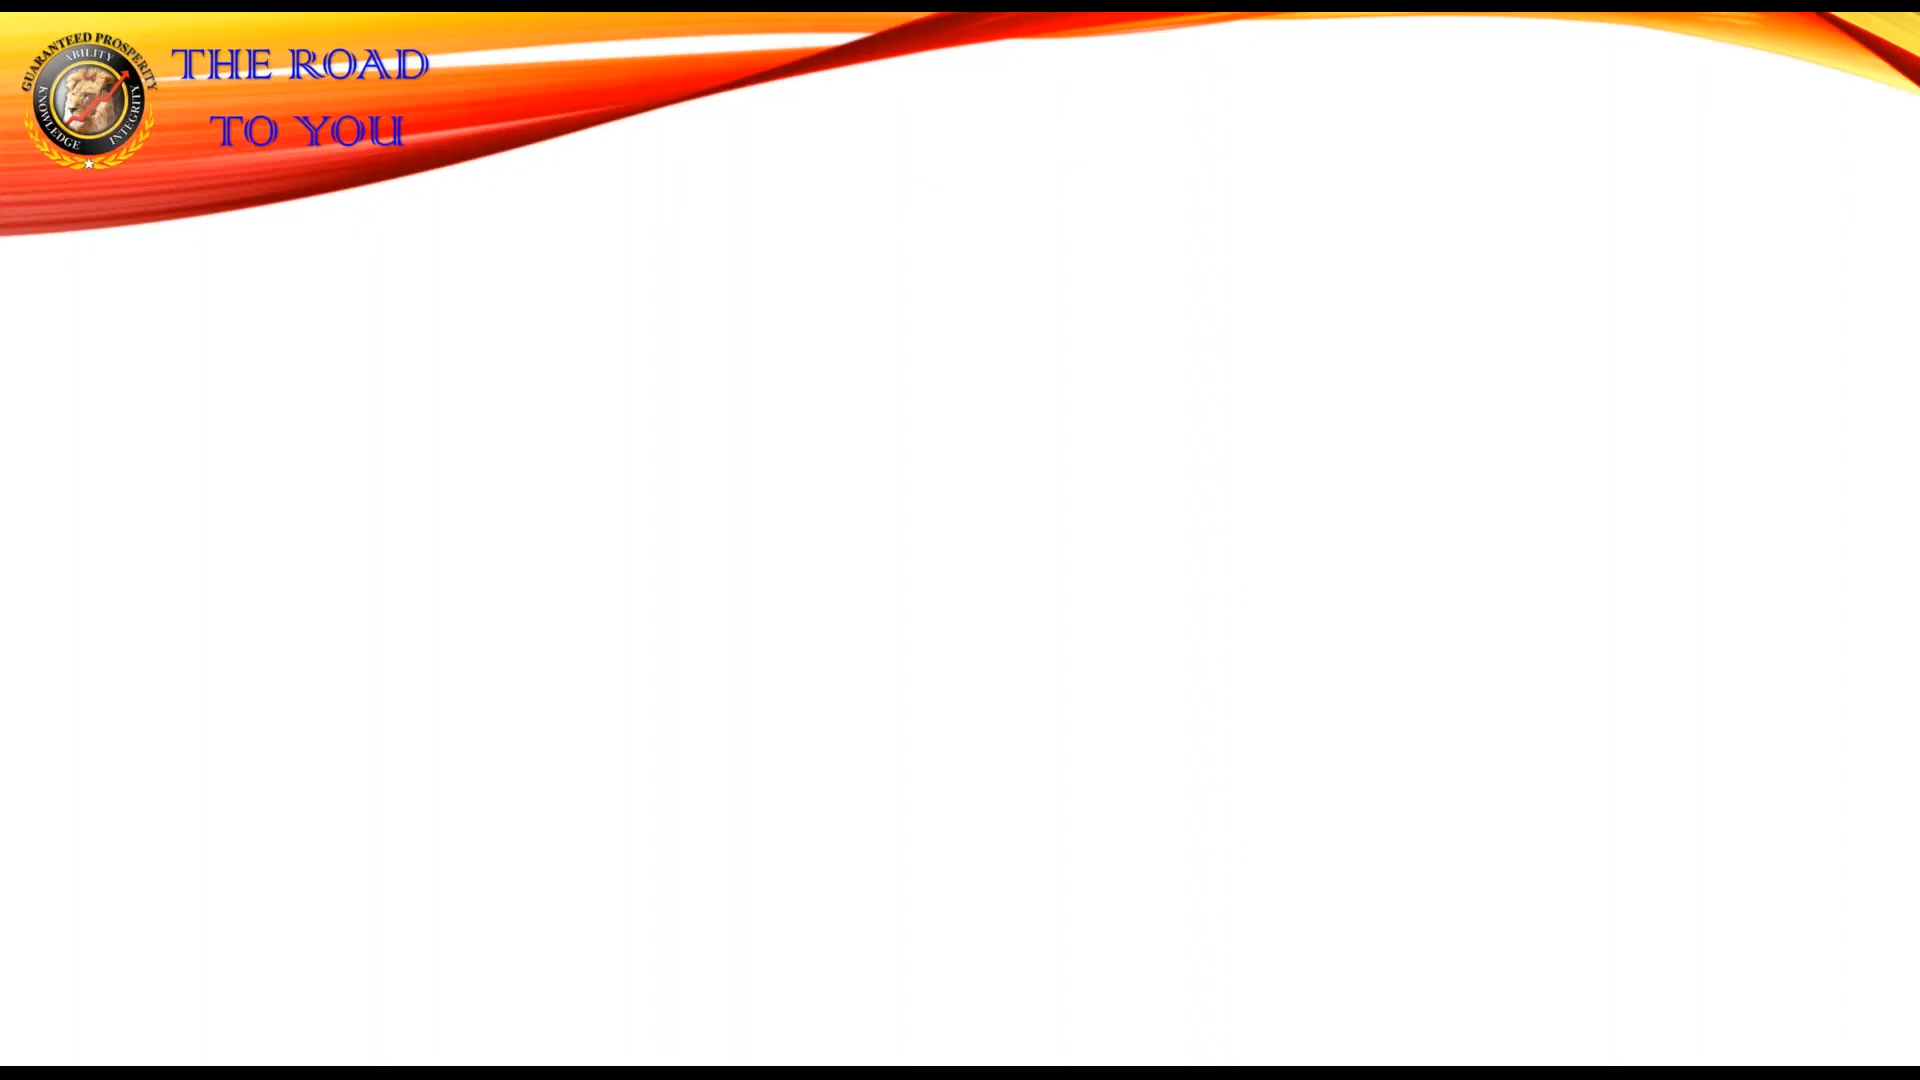 GUARANTEED PROSPERITY
ABILITY
KNOWLEDGE
INTEGRITY
THE ROAD
TO YOU